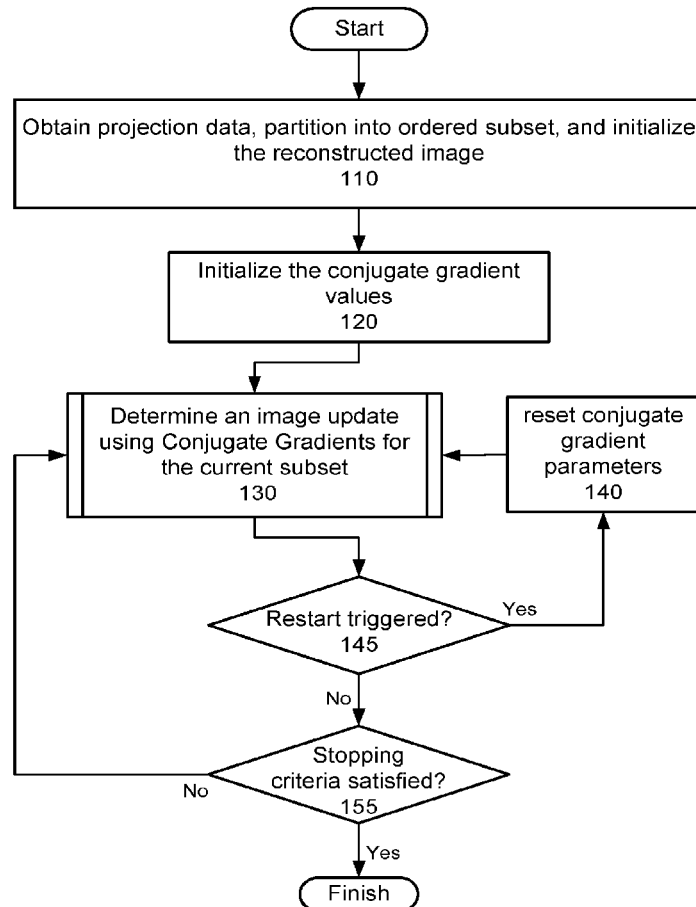 Start
Obtain projection data, partition into ordered subset, and initialize
the reconstructed image
110
Initialize the conjugate gradient
values
120
Determine an image update
using Conjugate Gradients for
the current subset
130
reset conjugate
gradient
parameters
140
Restart triggered?
145
Yes
No
Stopping
criteria satisfied?
155
No
Yes
Finish